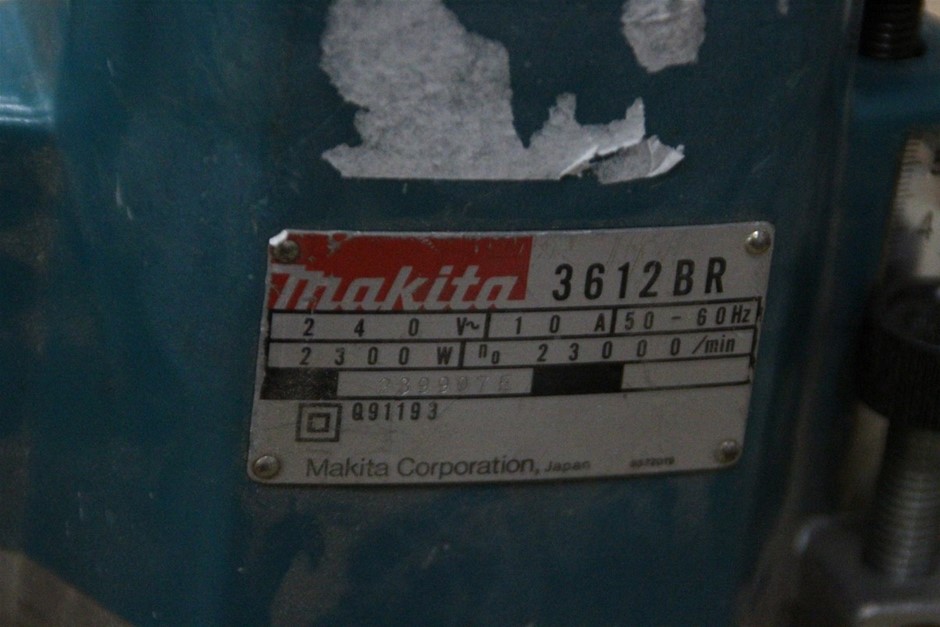 makita 3612BR
240 V~ 10 A 50-60Hz
2300 W n0 23000/min
Q91193
Makita Corporation, Japan